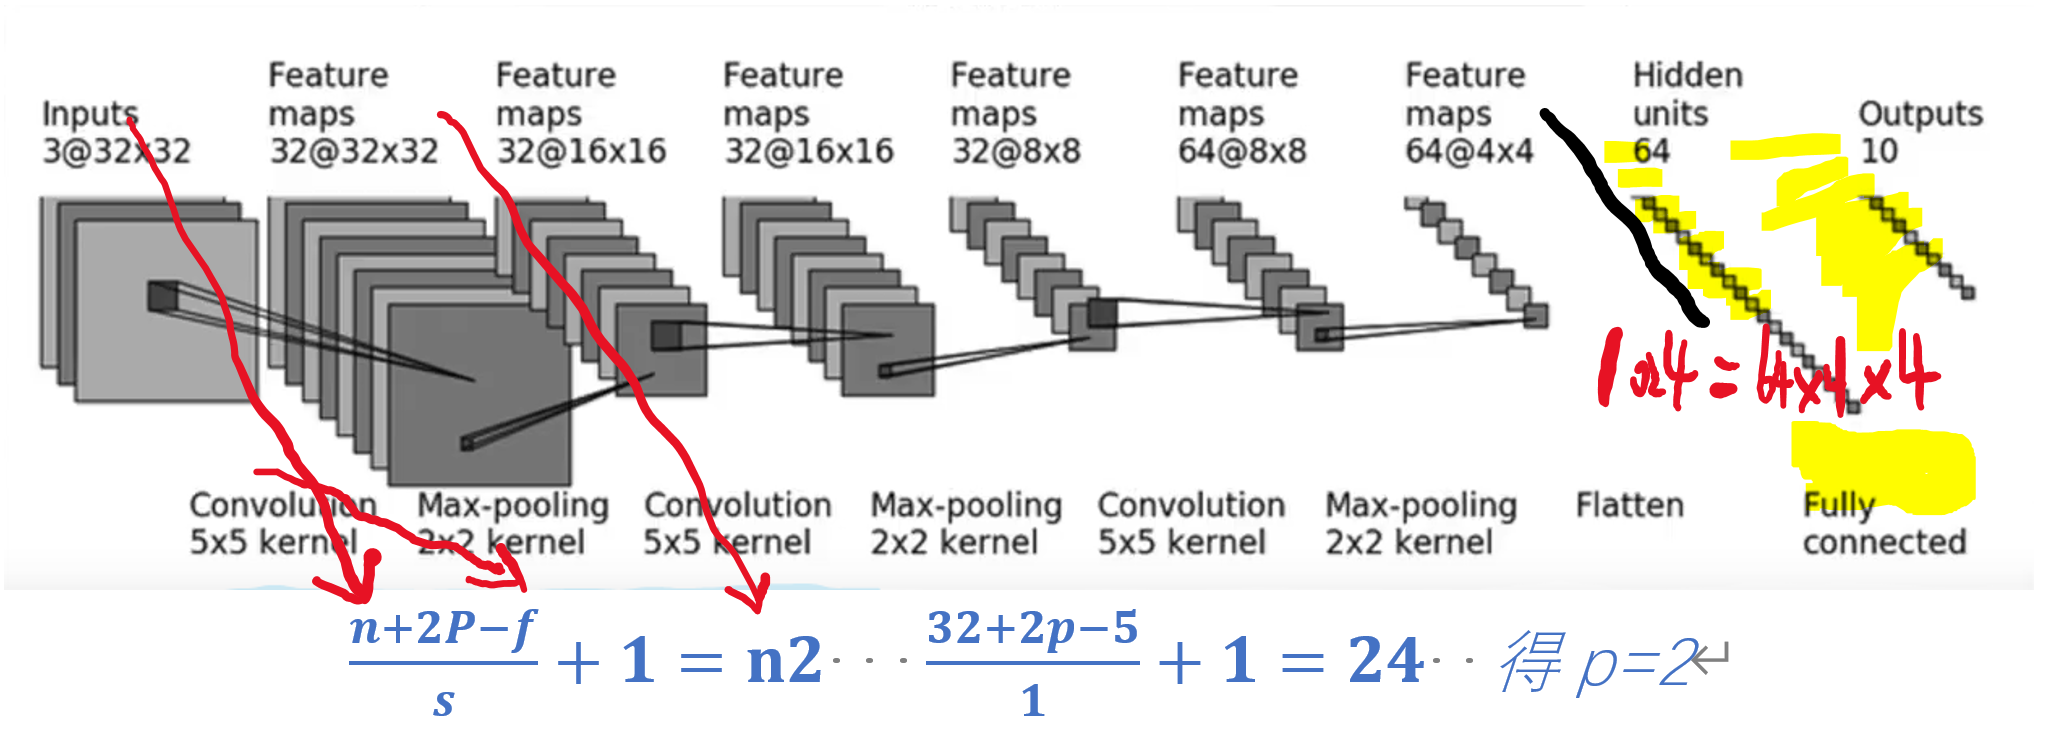 Inputs
3@32x32
Feature
maps
32@32x32
Feature
maps
32@16x16
Feature
maps
32@16x16
Feature
maps
32@8x8
Feature
maps
64@8x8
Feature
maps
64@4x4
Hidden
units
64
Outputs
10
1024=64x4x4
Convolution
5x5 kernel
Max-pooling
2x2 kernel
Convolution
5x5 kernel
Max-pooling
2x2 kernel
Convolution
5x5 kernel
Max-pooling
2x2 kernel
Flatten
Fully
connected
(n+2P−f)/s + 1 = n2··· (32+2p−5)/1 + 1 = 24·· 得 p=2↵